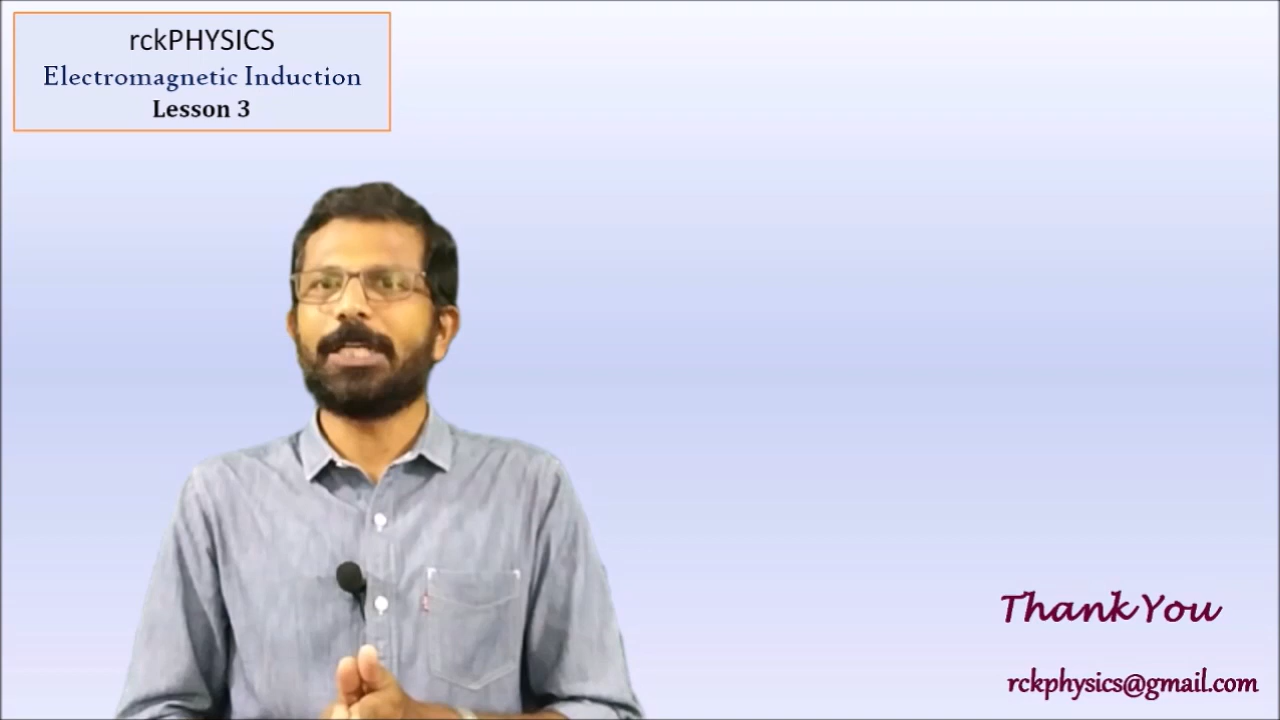 rckPHYSICS
Electromagnetic Induction
Lesson 3
Thank You
rckphysics@gmail.com